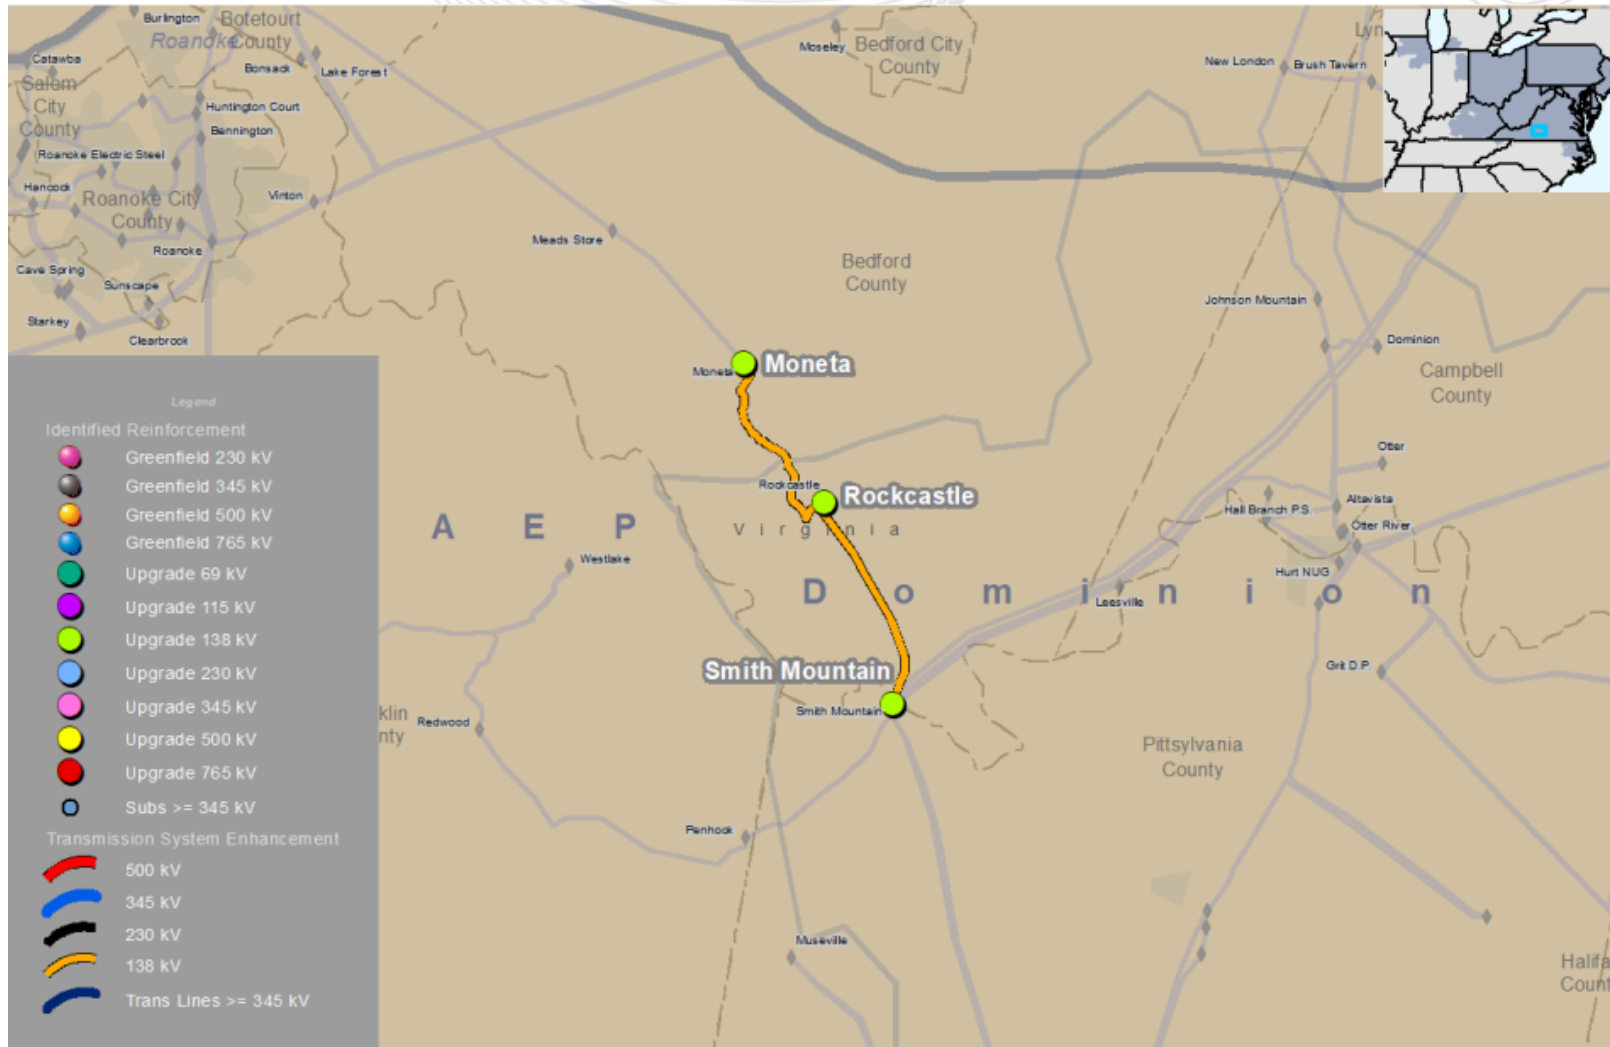 Burlington
Botetourt
County
Roanoke
Catawba
Bonsack
Lake Forest
Salem
City
County
Huntington Court
Bennington
Roanoke Electric Steel
Hancock
Roanoke City
County
Vinton
Roanoke
Cave Spring
Sunscape
Starkey
Clearbrook
Moseley
Bedford City
County
New London
Brush Tavern
Meads Store
Bedford
County
Johnson Mountain
Dominion
Campbell
County
Moneta
Moneta
Rockcastle
Rockcastle
Otter
Altavista
Hall Branch P.S.
Otter River
A E P
Virginia
Westlake
Hurt NUG
Dominion
Leesville
Smith Mountain
Smith Mountain
Grit D.P.
klin
nty
Redwood
Pittsylvania
County
Penhook
Museville
Halifa
Count
Legend
Identified Reinforcement
Greenfield 230 kV
Greenfield 345 kV
Greenfield 500 kV
Greenfield 765 kV
Upgrade 69 kV
Upgrade 115 kV
Upgrade 138 kV
Upgrade 230 kV
Upgrade 345 kV
Upgrade 500 kV
Upgrade 765 kV
Subs >= 345 kV
Transmission System Enhancement
500 kV
345 kV
230 kV
138 kV
Trans Lines >= 345 kV